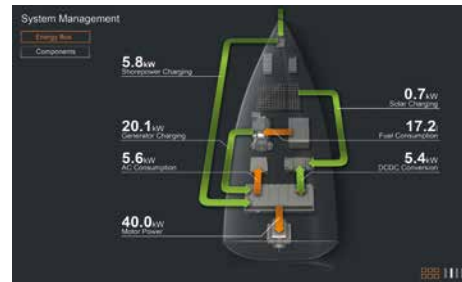 System Management
Energy Flow
Components
5.8kW
Shorepower Charging
0.7kW
Solar Charging
20.1kW
Generator Charging
17.2l
Fuel Consumption
5.6kW
AC Consumption
5.4kW
DCDC Conversion
40.0kW
Motor Power